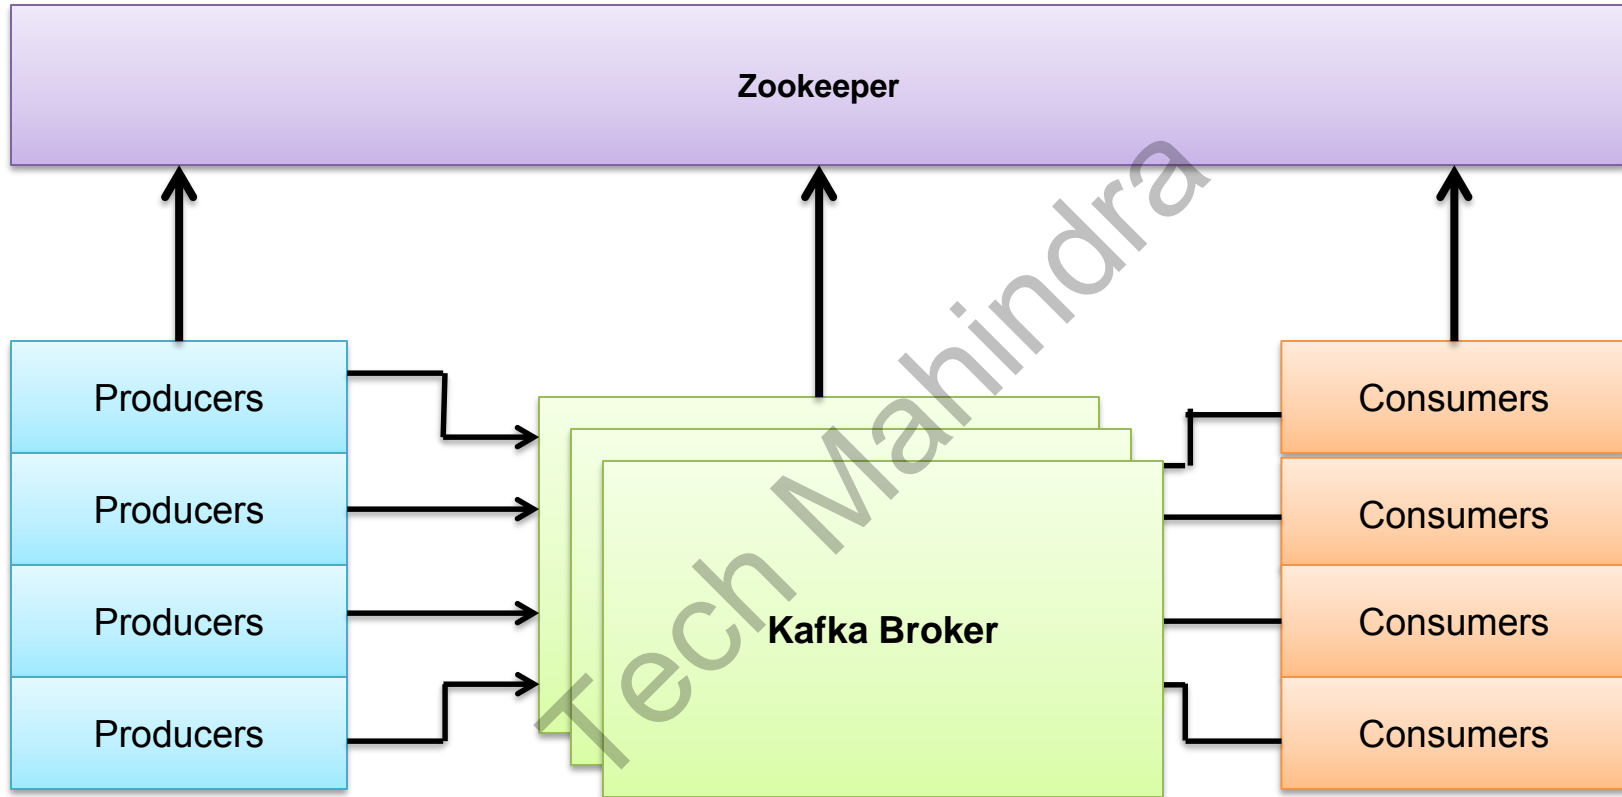 Zookeeper
Producers
Producers
Producers
Producers
Kafka Broker
Consumers
Consumers
Consumers
Consumers
Tech Mahindra